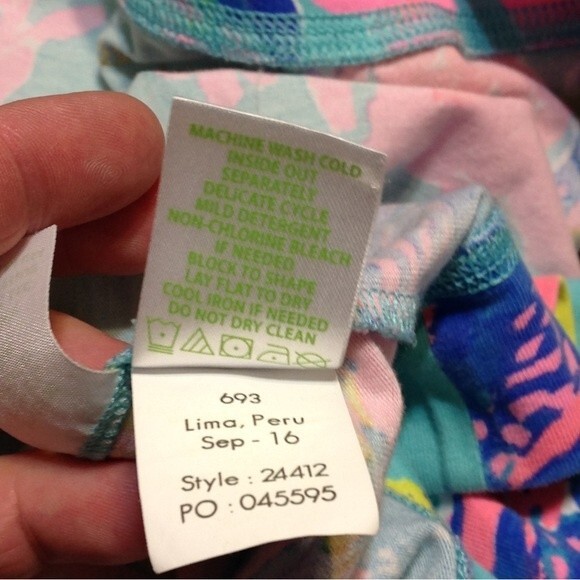 MACHINE WASH COLD
INSIDE OUT
SEPARATELY
DELICATE CYCLE
MILD DETERGENT
NON-CHLORINE BLEACH
IF NEEDED
BLOCK TO SHAPE
LAY FLAT TO DRY
COOL IRON IF NEEDED
DO NOT DRY CLEAN
693
Lima, Peru
Sep - 16
Style : 24412
PO : 045595